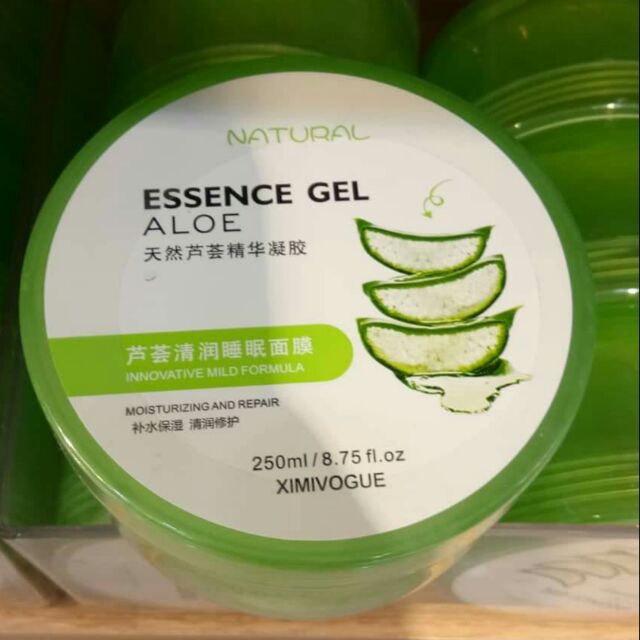 NATURAL
ESSENCE GEL
ALOE
天然芦荟精华凝胶
芦荟清润睡眠面膜
INNOVATIVE MILD FORMULA
MOISTURIZING AND REPAIR
补水保湿 清润修护
250ml / 8.75 fl.oz
XIMIVOGUE